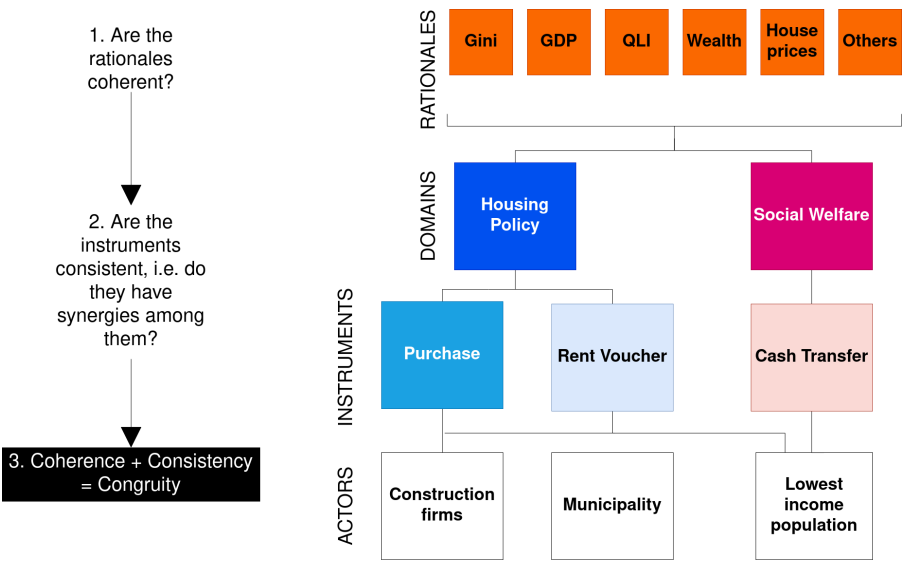 1. Are the
rationales
coherent?
2. Are the
instruments
consistent, i.e. do
they have
synergies among
them?
3. Coherence + Consistency
= Congruity
RATIONALES
Gini
GDP
QLI
Wealth
House
prices
Others
DOMAINS
Housing
Policy
Social Welfare
INSTRUMENTS
Purchase
Rent Voucher
Cash Transfer
ACTORS
Construction
firms
Municipality
Lowest
income
population